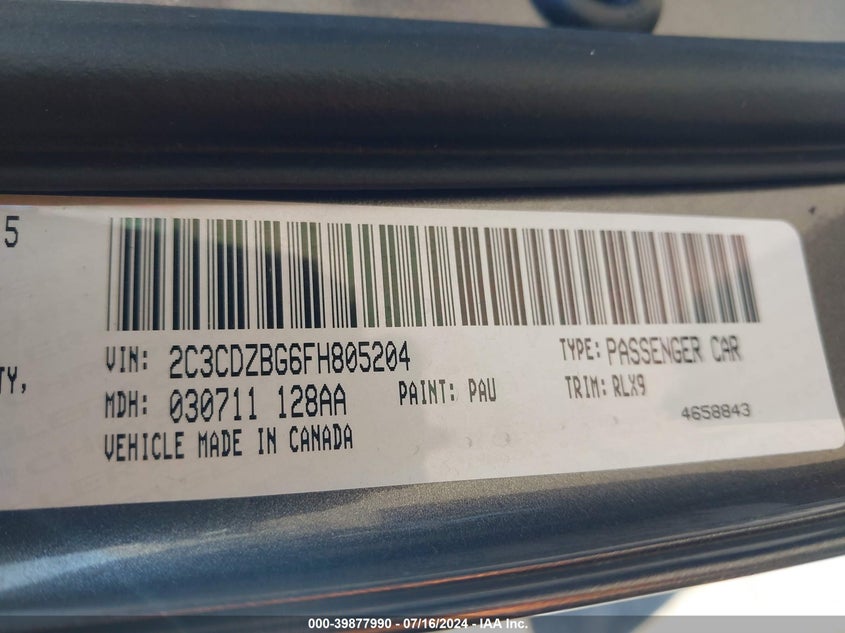 5
TY,
VIN: 2C3CDZBG6FH805204 TYPE: PASSENGER CAR
MDH: 030711 128AA PAINT: PAU TRIM: RLX9
4658843
VEHICLE MADE IN CANADA
000-39877990 - 07/16/2024 - IAA Inc.